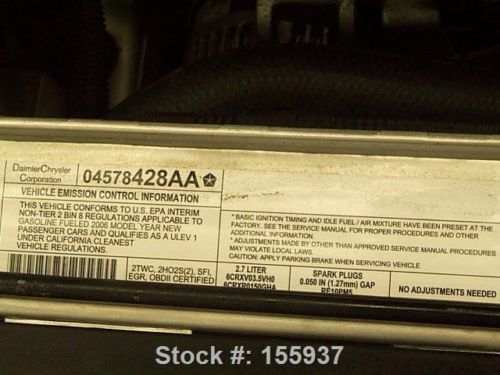 DaimlerChrysler
Corporation
04578428AA
VEHICLE EMISSION CONTROL INFORMATION
THIS VEHICLE CONFORMS TO U.S. EPA INTERIM
NON-TIER 2 BIN 8 REGULATIONS APPLICABLE TO
GASOLINE FUELED 2006 MODEL YEAR NEW
PASSENGER CARS AND QUALIFIES AS A ULEV 1
UNDER CALIFORNIA CLEANEST
VEHICLE REGULATIONS.
* BASIC IGNITION TIMING AND IDLE FUEL / AIR MIXTURE HAVE BEEN PRESET AT THE
FACTORY. SEE THE SERVICE MANUAL FOR PROPER PROCEDURES AND OTHER
ADDITIONAL INFORMATION.
* ADJUSTMENTS MADE BY OTHER THAN APPROVED SERVICE MANUAL PROCEDURES
MAY VIOLATE LOCAL LAWS.
CAUTION: APPLY PARKING BRAKE WHEN SERVICING VEHICLE
2TWC, 2HO2S(2), SFI,
EGR, OBDII CERTIFIED
2.7 LITER
6CRXV03.5VH0
6CRXR0150GHA
SPARK PLUGS
0.050 IN (1.27mm) GAP
RE10PM5
NO ADJUSTMENTS NEEDED
Stock #: 155937